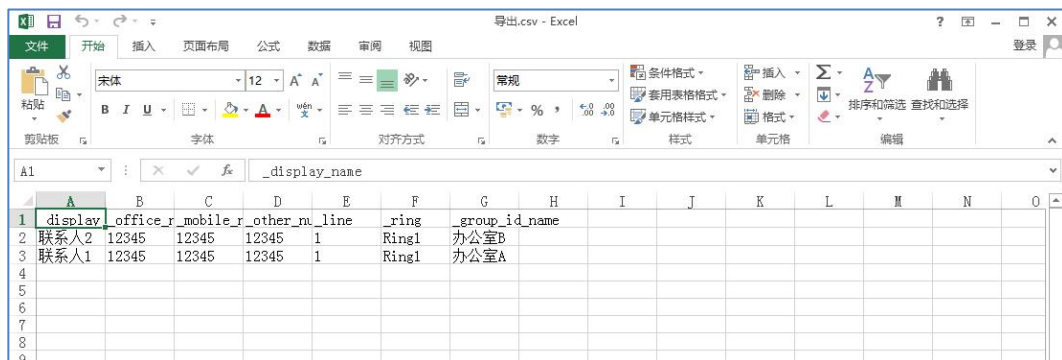 导出.csv - Excel
文件 开始 插入 页面布局 公式 数据 审阅 视图 登录
粘贴
宋体 12 A A
B I U A wén 文
常规
% , .00
条件格式
套用表格格式
单元格样式
插入
删除
格式
Σ
A Z
排序和筛选 查找和选择
剪贴板 字体 对齐方式 数字 样式 单元格 编辑
A1 fx _display_name
A B C D E F G H I J K L M N O
1 _display _office_r _mobile_r _other_nu _line _ring _group_id_name
2 联系人2 12345 12345 12345 1 Ring1 办公室B
3 联系人1 12345 12345 12345 1 Ring1 办公室A
4
5
6
7
8
9